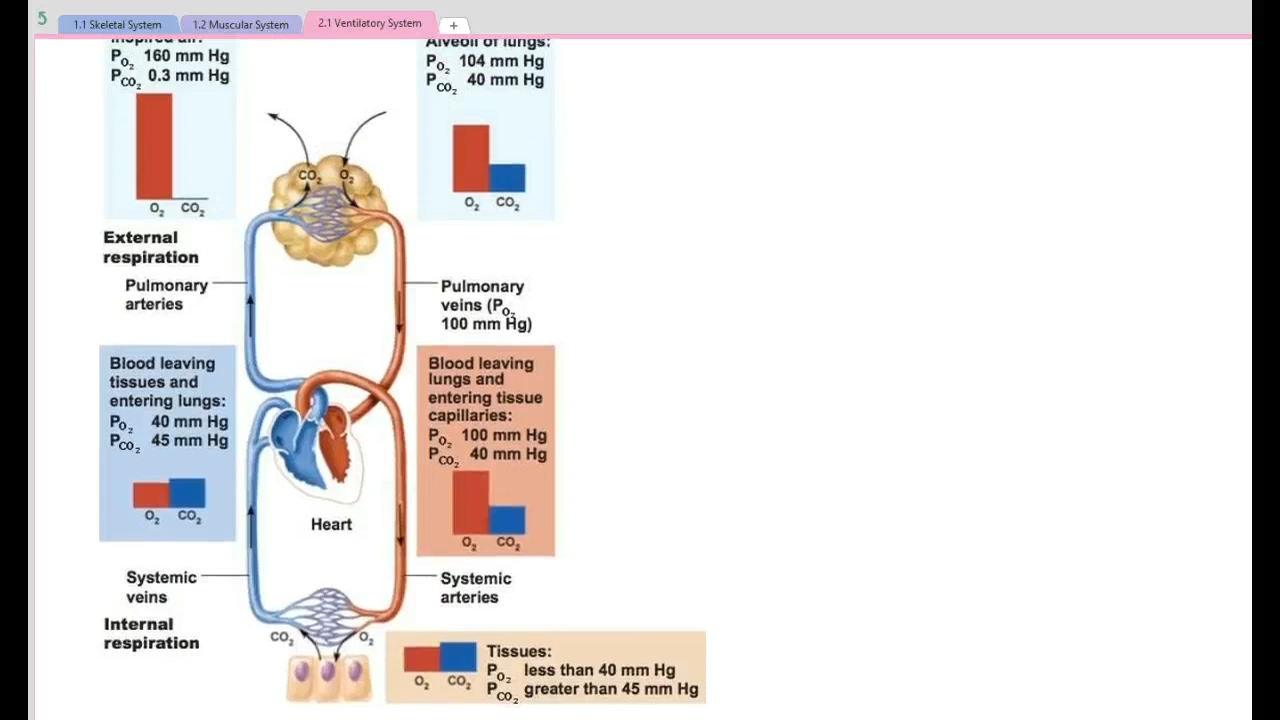 1.1 Skeletal System
1.2 Muscular System
2.1 Ventilatory System
+
Inspired air:
PO₂ 160 mm Hg
PCO₂ 0.3 mm Hg
O₂ CO₂
Alveoli of lungs:
PO₂ 104 mm Hg
PCO₂ 40 mm Hg
O₂ CO₂
CO₂ O₂
External
respiration
Pulmonary
arteries
Pulmonary
veins (PO₂
100 mm Hg)
Blood leaving
tissues and
entering lungs:
PO₂ 40 mm Hg
PCO₂ 45 mm Hg
O₂ CO₂
Blood leaving
lungs and
entering tissue
capillaries:
PO₂ 100 mm Hg
PCO₂ 40 mm Hg
O₂ CO₂
Heart
Systemic
veins
Systemic
arteries
Internal
respiration
CO₂ O₂
Tissues:
PO₂ less than 40 mm Hg
PCO₂ greater than 45 mm Hg
O₂ CO₂